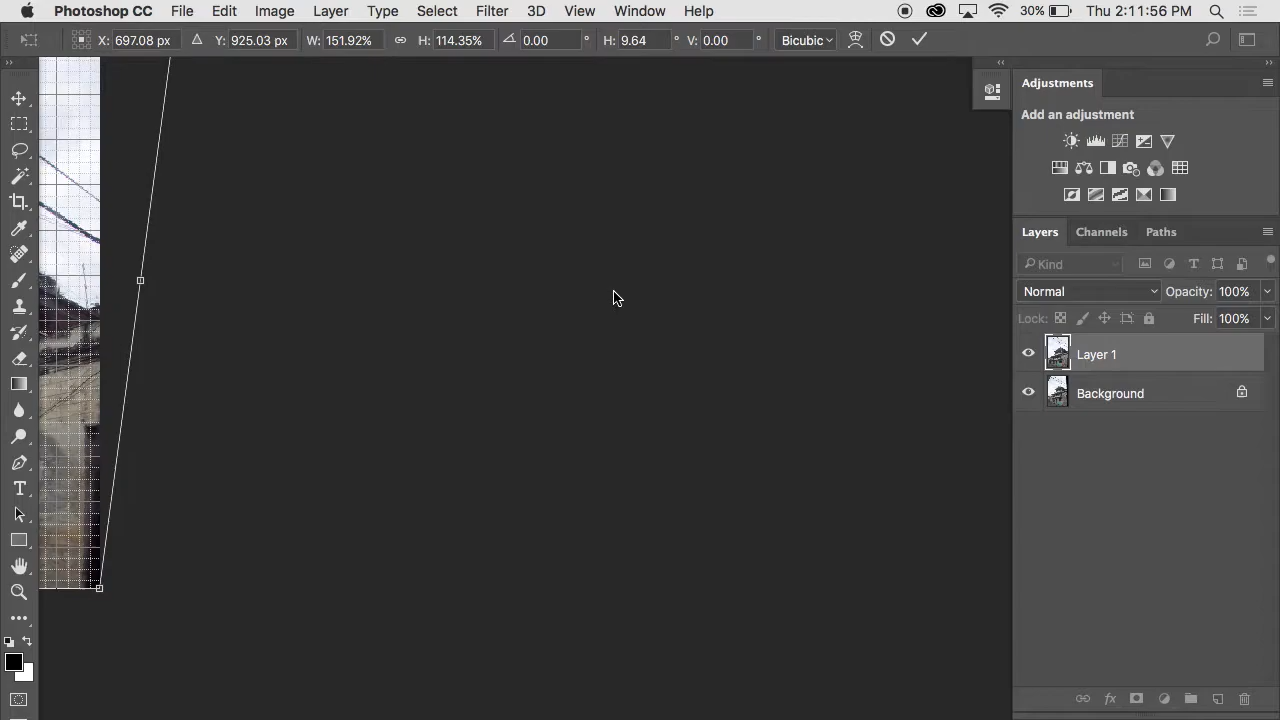 Photoshop CC File Edit Image Layer Type Select Filter 3D View Window Help 30% Thu 2:11:56 PM
X: 697.08 px Y: 925.03 px W: 151.92% H: 114.35% 0.00 ° H: 9.64 ° V: 0.00 ° Bicubic
Adjustments
Add an adjustment
Layers Channels Paths
Kind
Normal Opacity: 100%
Lock: Fill: 100%
Layer 1
Background
T
fx